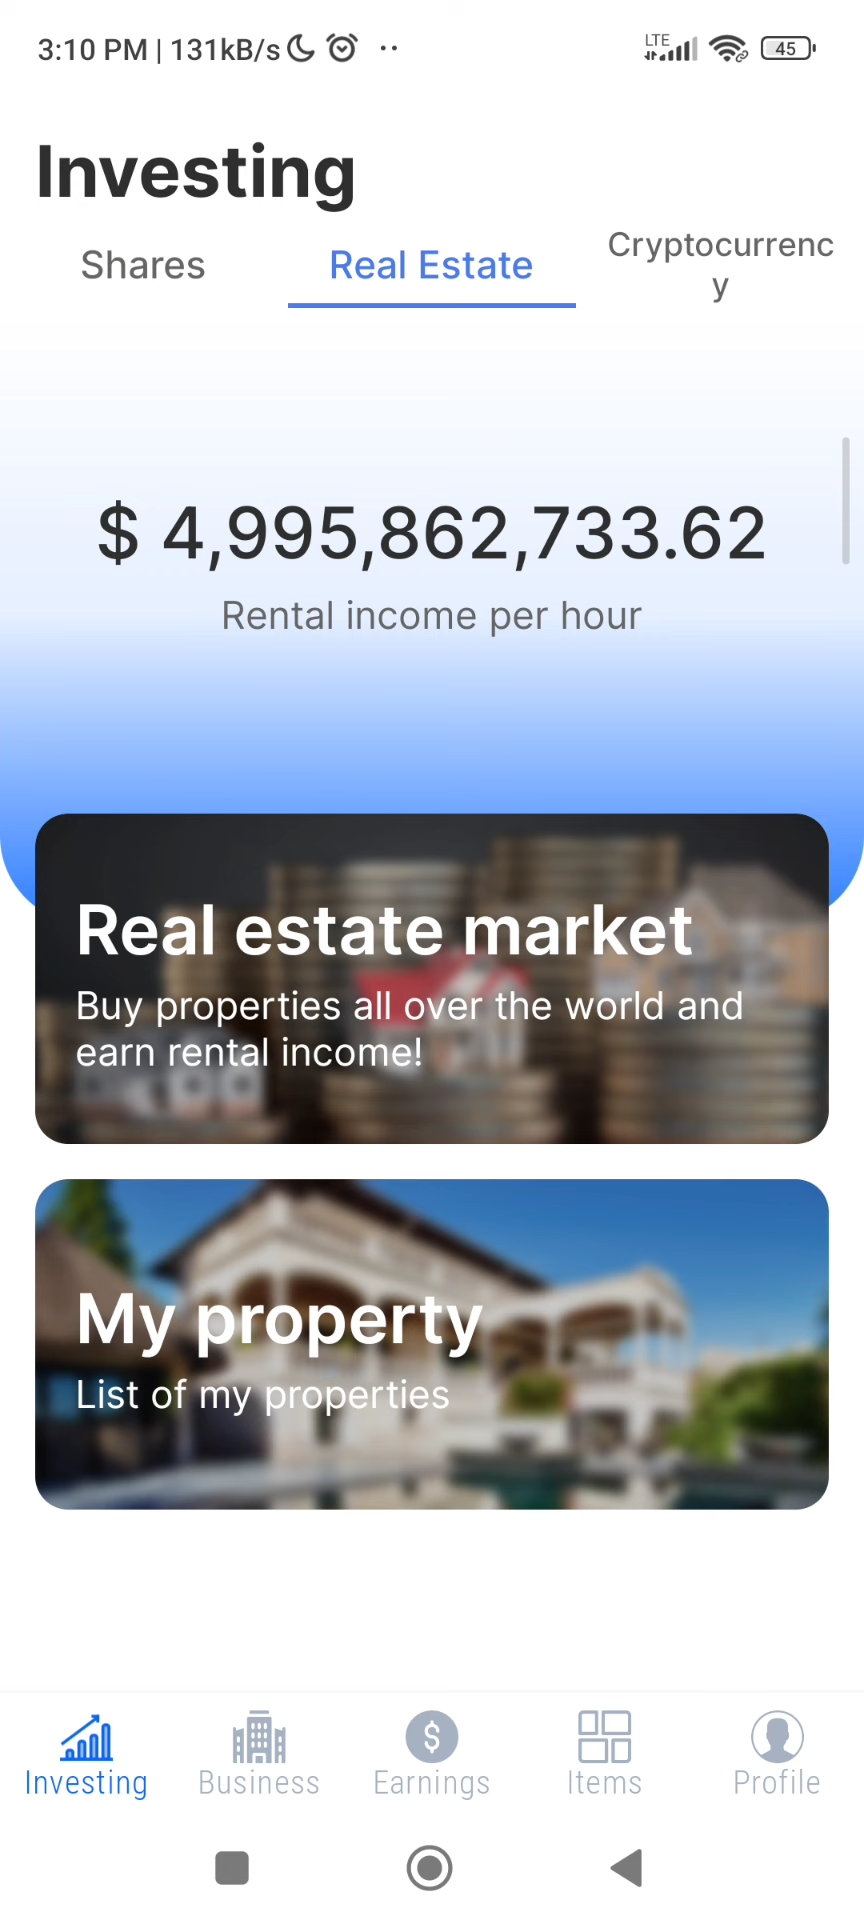 3:10 PM | 131kB/s
LTE
45
Investing
Shares
Real Estate
Cryptocurrenc
y
$ 4,995,862,733.62
Rental income per hour
Real estate market
Buy properties all over the world and
earn rental income!
My property
List of my properties
Investing
Business
Earnings
Items
Profile